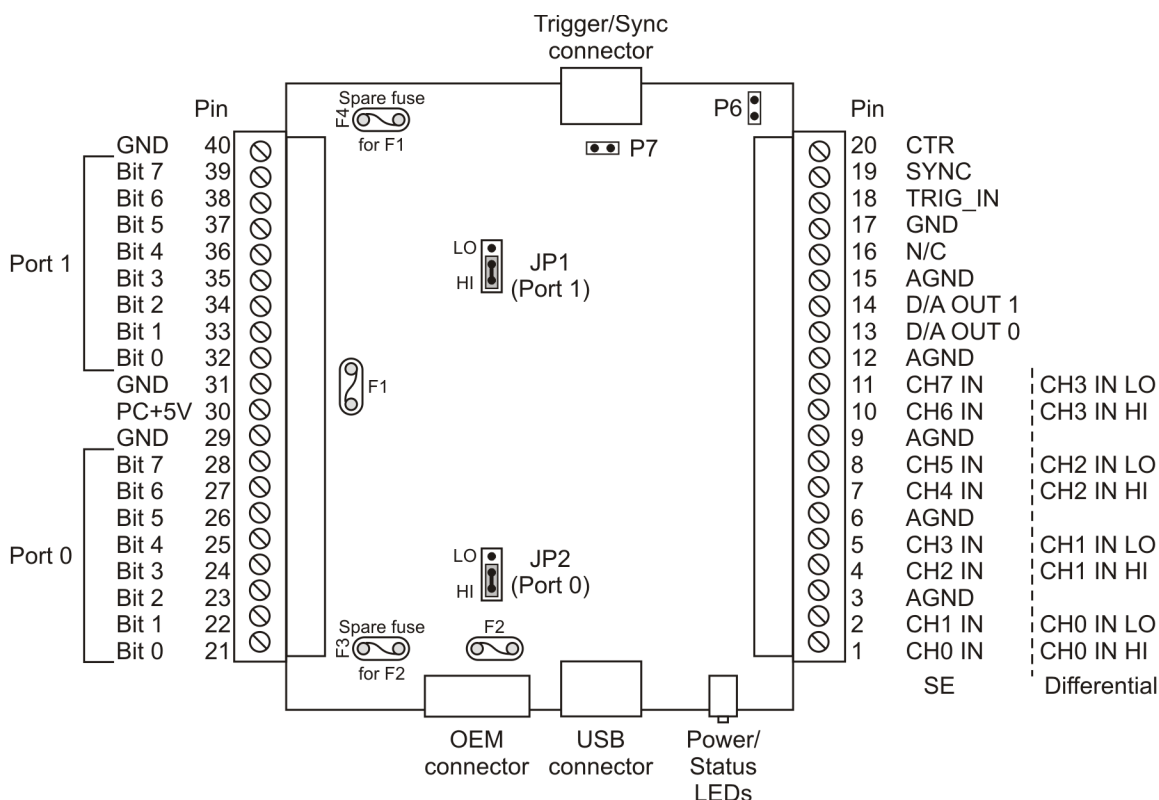 Trigger/Sync
connector
Pin
Spare fuse
F4
for F1
P6
Pin
P7
GND 40
Bit 7 39
Bit 6 38
Bit 5 37
Bit 4 36
Bit 3 35
Bit 2 34
Bit 1 33
Bit 0 32
GND 31
PC+5V 30
GND 29
Bit 7 28
Bit 6 27
Bit 5 26
Bit 4 25
Bit 3 24
Bit 2 23
Bit 1 22
Bit 0 21
Port 1
Port 0
LO
HI
JP1
(Port 1)
F1
LO
HI
JP2
(Port 0)
Spare fuse
F3
for F2
F2
20 CTR
19 SYNC
18 TRIG_IN
17 GND
16 N/C
15 AGND
14 D/A OUT 1
13 D/A OUT 0
12 AGND
11 CH7 IN CH3 IN LO
10 CH6 IN CH3 IN HI
9 AGND
8 CH5 IN CH2 IN LO
7 CH4 IN CH2 IN HI
6 AGND
5 CH3 IN CH1 IN LO
4 CH2 IN CH1 IN HI
3 AGND
2 CH1 IN CH0 IN LO
1 CH0 IN CH0 IN HI
SE Differential
OEM
connector
USB
connector
Power/
Status
LEDs